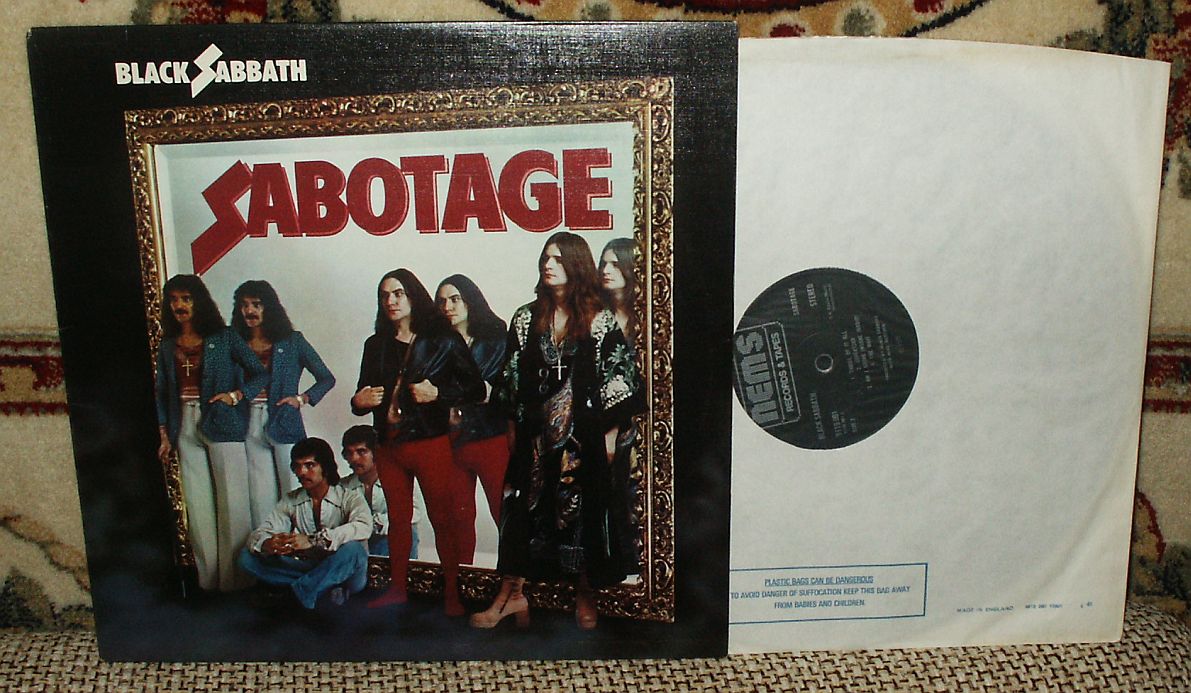 BLACK SABBATH
SABOTAGE
nems
RECORDS & TAPES
SABOTAGE
STEREO
BLACK SABBATH
PLASTIC BAGS CAN BE DANGEROUS
TO AVOID DANGER OF SUFFOCATION KEEP THIS BAG AWAY
FROM BABIES AND CHILDREN.
MADE IN ENGLAND